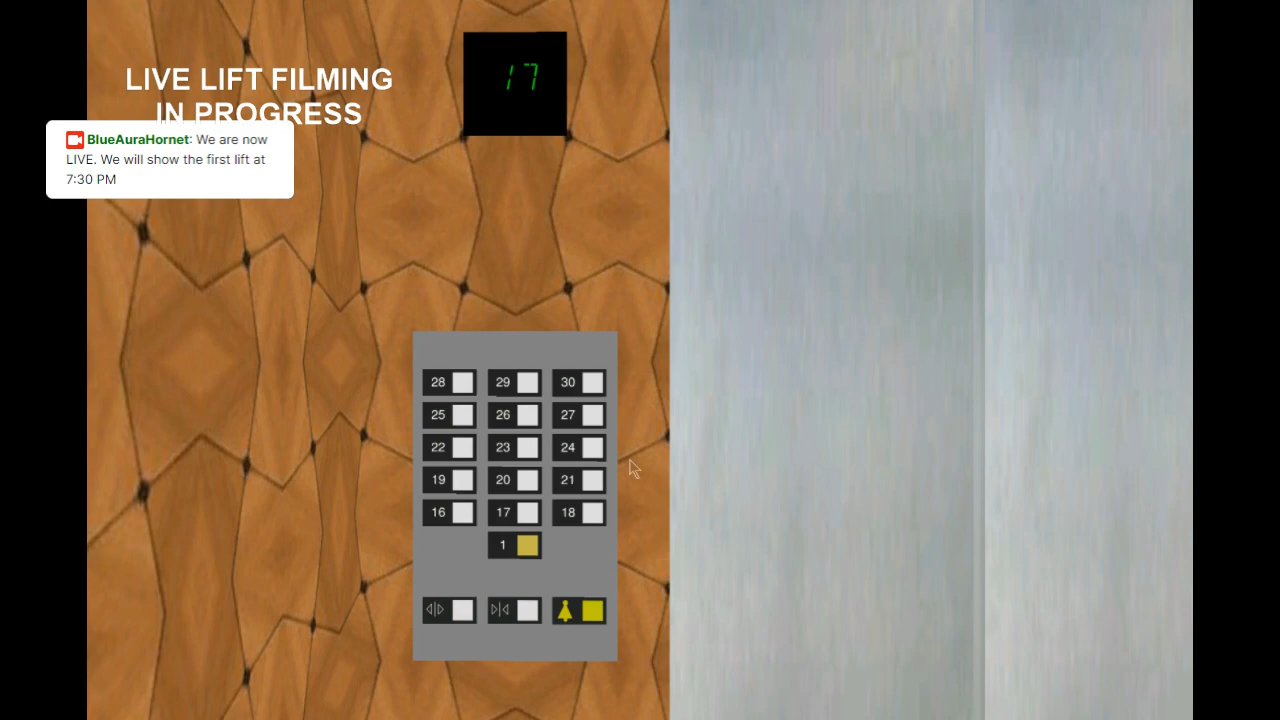 17
LIVE LIFT FILMING
IN PROGRESS
BlueAuraHornet: We are now
LIVE. We will show the first lift at
7:30 PM
28 29 30
25 26 27
22 23 24
19 20 21
16 17 18
1